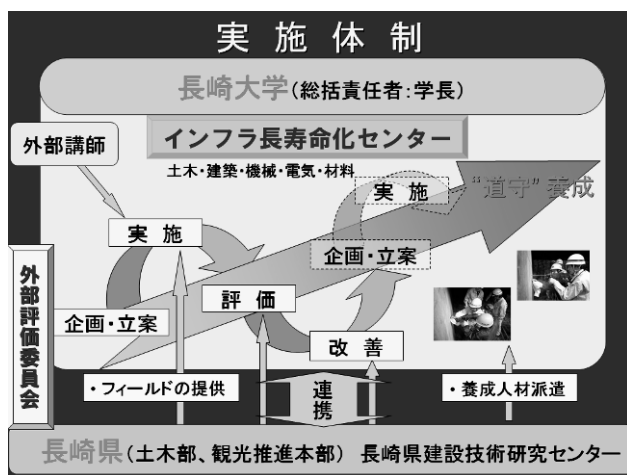 実施体制
長崎大学(総括責任者:学長)
外部講師
インフラ長寿命化センター
土木・建築・機械・電気・材料
実施
"道守"養成
実施
企画・立案
外部評価委員会
評価
企画・立案
改善
・フィールドの提供
連携
・養成人材派遣
長崎県(土木部、観光推進本部) 長崎県建設技術研究センター